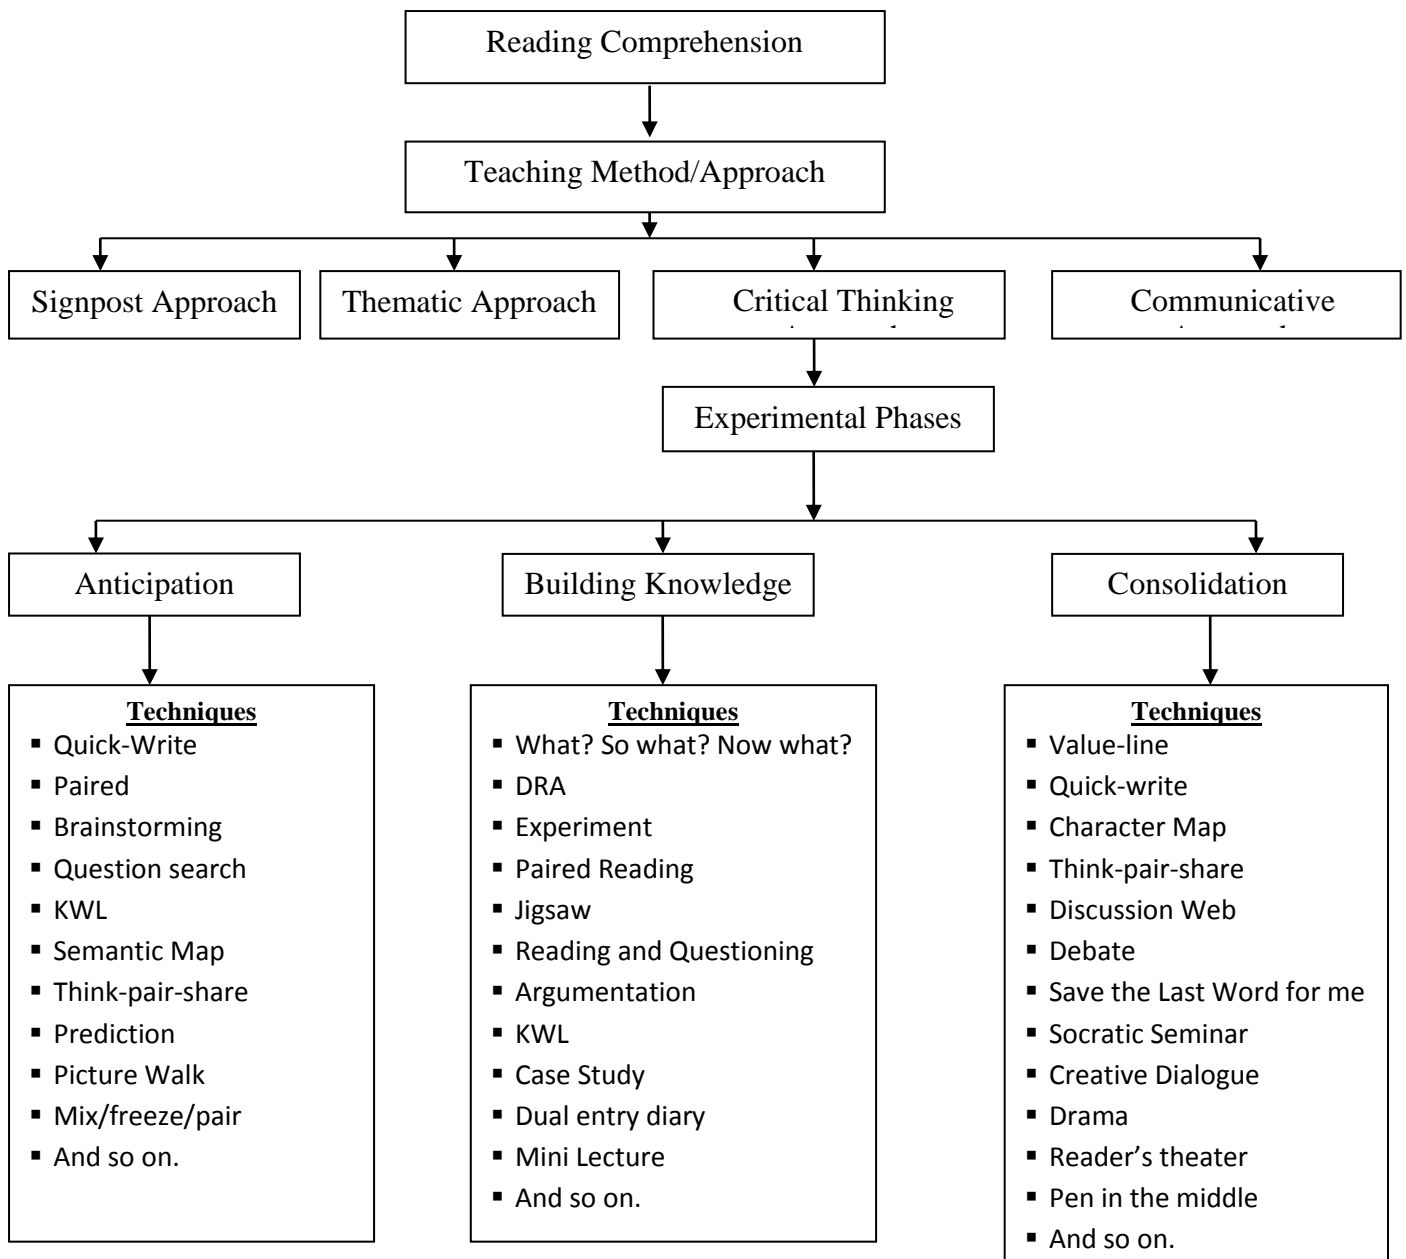 Reading Comprehension
Teaching Method/Approach
Signpost Approach
Thematic Approach
Critical Thinking
Communicative
Experimental Phases
Anticipation
Building Knowledge
Consolidation
Techniques
▪ Quick-Write
▪ Paired
▪ Brainstorming
▪ Question search
▪ KWL
▪ Semantic Map
▪ Think-pair-share
▪ Prediction
▪ Picture Walk
▪ Mix/freeze/pair
▪ And so on.
Techniques
▪ What? So what? Now what?
▪ DRA
▪ Experiment
▪ Paired Reading
▪ Jigsaw
▪ Reading and Questioning
▪ Argumentation
▪ KWL
▪ Case Study
▪ Dual entry diary
▪ Mini Lecture
▪ And so on.
Techniques
▪ Value-line
▪ Quick-write
▪ Character Map
▪ Think-pair-share
▪ Discussion Web
▪ Debate
▪ Save the Last Word for me
▪ Socratic Seminar
▪ Creative Dialogue
▪ Drama
▪ Reader’s theater
▪ Pen in the middle
▪ And so on.